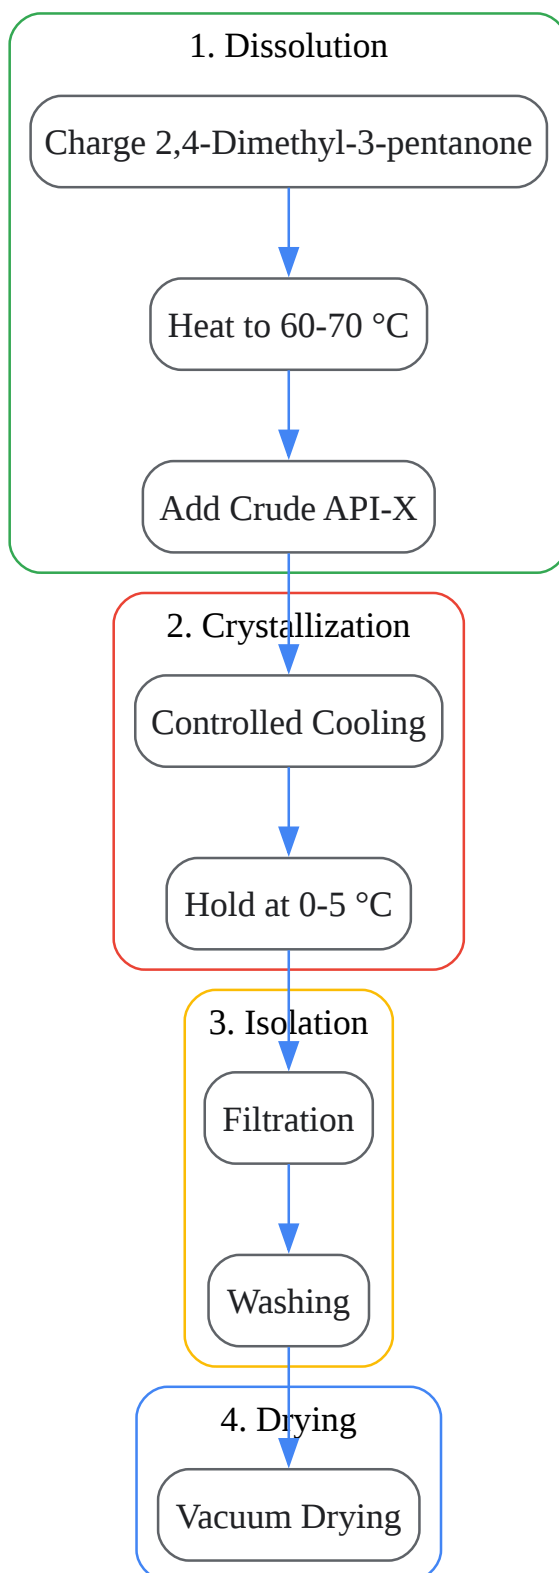 1. Dissolution
Charge 2,4-Dimethyl-3-pentanone
Heat to 60-70 °C
Add Crude API-X
2. Crystallization
Controlled Cooling
Hold at 0-5 °C
3. Isolation
Filtration
Washing
4. Drying
Vacuum Drying